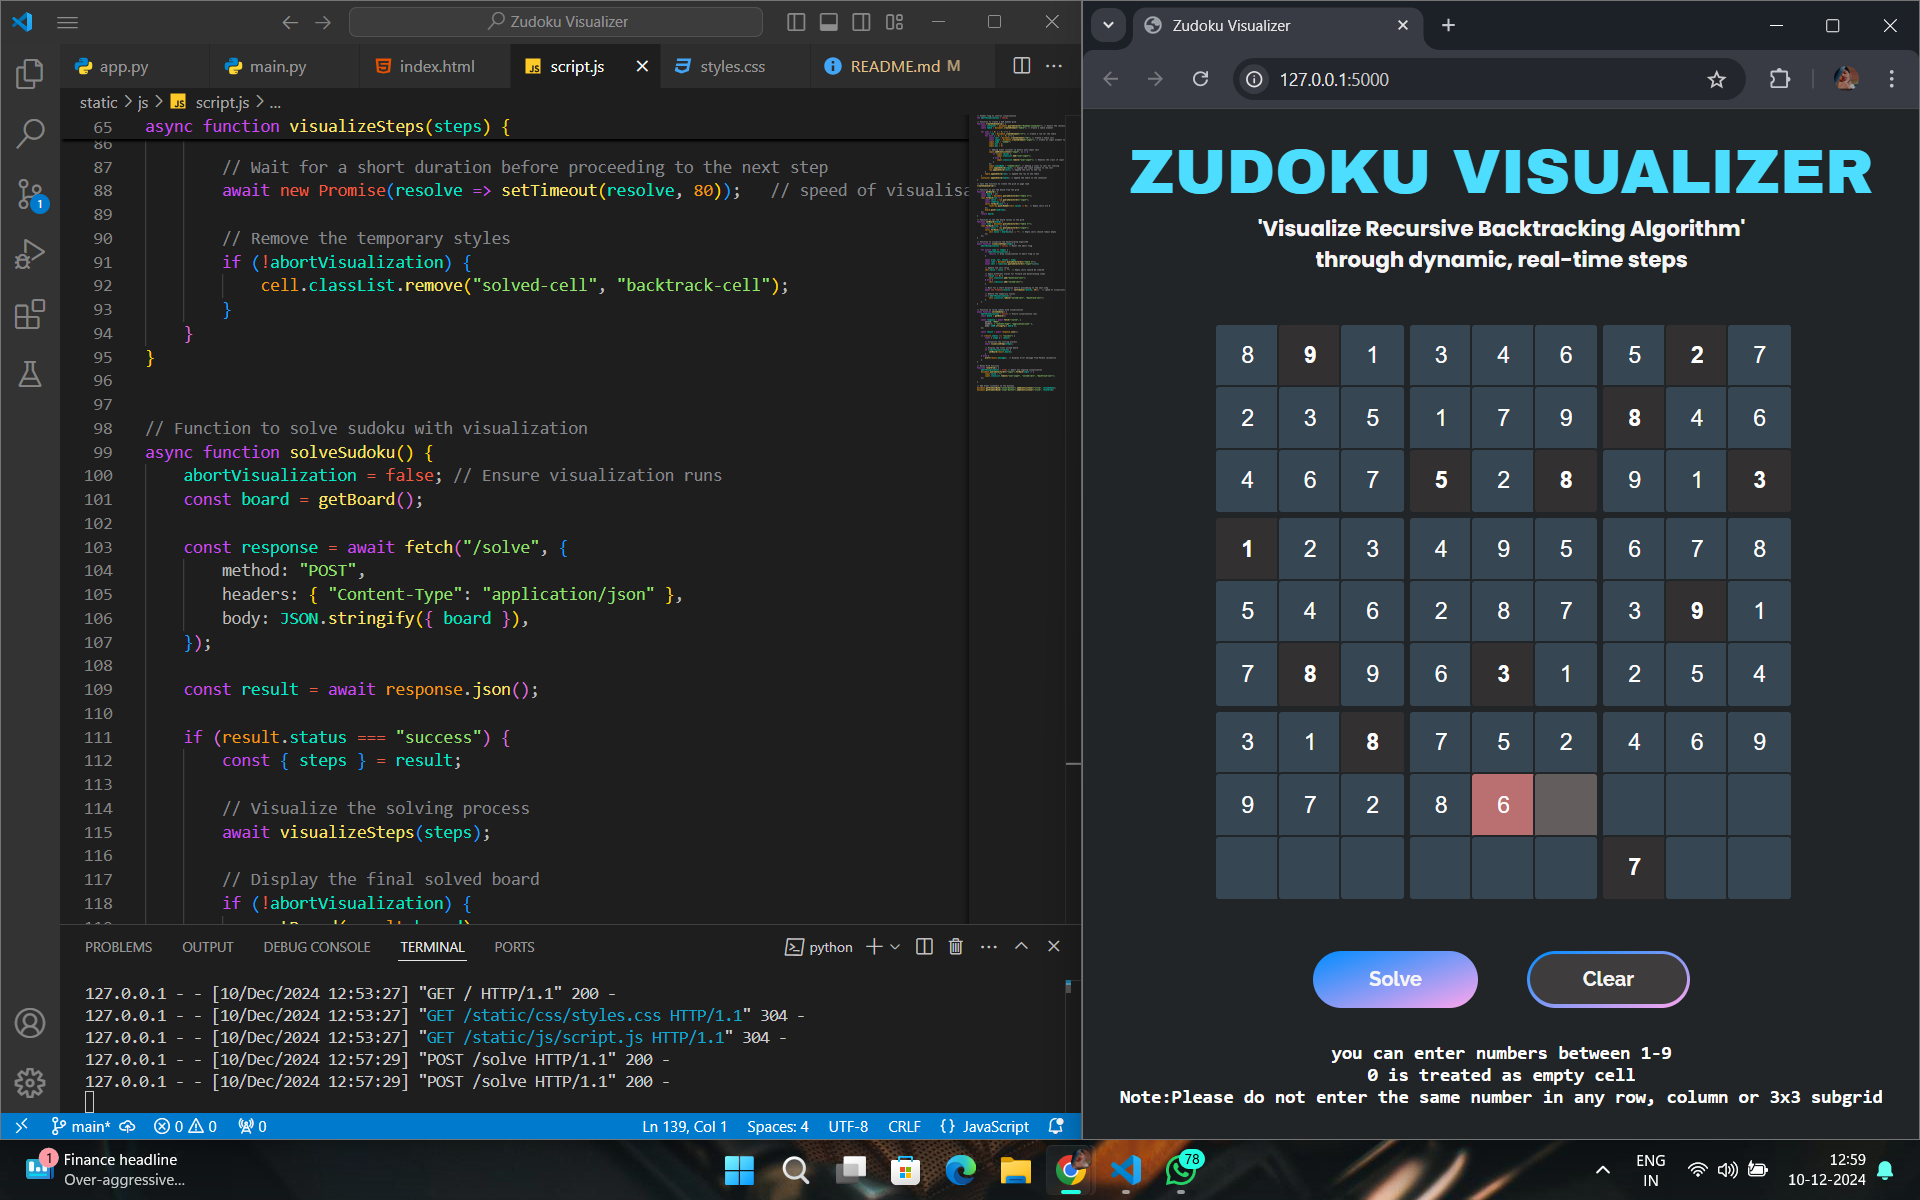 Zudoku Visualizer
app.py
main.py
index.html
script.js
styles.css
README.md M
static > js > script.js > ...
65 async function visualizeSteps(steps) {
86
87 // Wait for a short duration before proceeding to the next step
88 await new Promise(resolve => setTimeout(resolve, 80)); // speed of visualisa
89
90 // Remove the temporary styles
91 if (!abortVisualization) {
92 cell.classList.remove("solved-cell", "backtrack-cell");
93 }
94 }
95 }
96
97
98 // Function to solve sudoku with visualization
99 async function solveSudoku() {
100 abortVisualization = false; // Ensure visualization runs
101 const board = getBoard();
102
103 const response = await fetch("/solve", {
104 method: "POST",
105 headers: { "Content-Type": "application/json" },
106 body: JSON.stringify({ board }),
107 });
108
109 const result = await response.json();
110
111 if (result.status === "success") {
112 const { steps } = result;
113
114 // Visualize the solving process
115 await visualizeSteps(steps);
116
117 // Display the final solved board
118 if (!abortVisualization) {
PROBLEMS OUTPUT DEBUG CONSOLE TERMINAL PORTS
python
127.0.0.1 - - [10/Dec/2024 12:53:27] "GET / HTTP/1.1" 200 -
127.0.0.1 - - [10/Dec/2024 12:53:27] "GET /static/css/styles.css HTTP/1.1" 304 -
127.0.0.1 - - [10/Dec/2024 12:53:27] "GET /static/js/script.js HTTP/1.1" 304 -
127.0.0.1 - - [10/Dec/2024 12:57:29] "POST /solve HTTP/1.1" 200 -
127.0.0.1 - - [10/Dec/2024 12:57:29] "POST /solve HTTP/1.1" 200 -
main* 0 0 0 Ln 139, Col 1 Spaces: 4 UTF-8 CRLF {} JavaScript
1
Zudoku Visualizer
127.0.0.1:5000
ZUDOKU VISUALIZER
'Visualize Recursive Backtracking Algorithm'
through dynamic, real-time steps
8 9 1 3 4 6 5 2 7
2 3 5 1 7 9 8 4 6
4 6 7 5 2 8 9 1 3
1 2 3 4 9 5 6 7 8
5 4 6 2 8 7 3 9 1
7 8 9 6 3 1 2 5 4
3 1 8 7 5 2 4 6 9
9 7 2 8 6
7
Solve
Clear
you can enter numbers between 1-9
0 is treated as empty cell
Note:Please do not enter the same number in any row, column or 3x3 subgrid
1
Finance headline
Over-aggressive...
78
ENG
IN
12:59
10-12-2024